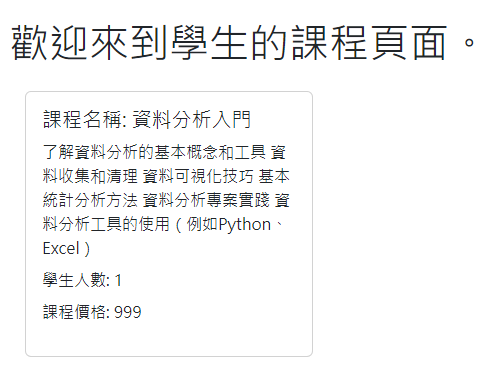 歡迎來到學生的課程頁面。
課程名稱: 資料分析入門
了解資料分析的基本概念和工具 資
料收集和清理 資料可視化技巧 基本
統計分析方法 資料分析專案實踐 資
料分析工具的使用（例如Python、
Excel）
學生人數: 1
課程價格: 999